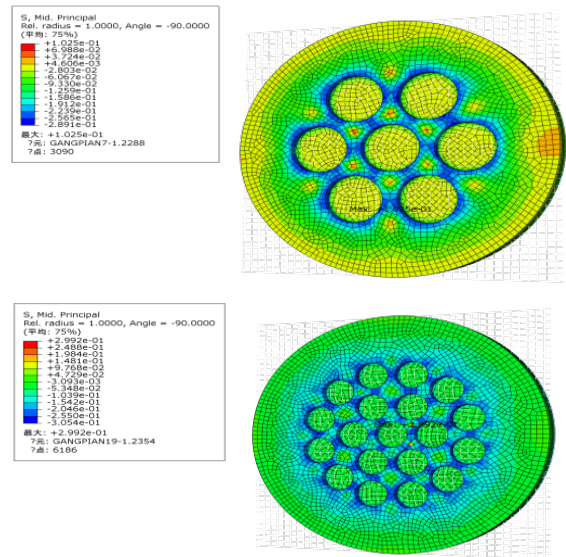 S, Mid. Principal
Rel. radius = 1.0000, Angle = -90.0000
(平均: 75%)
+1.025e-01
+6.988e-02
+3.724e-02
+4.606e-03
-2.803e-02
-6.067e-02
-9.330e-02
-1.259e-01
-1.586e-01
-1.912e-01
-2.239e-01
-2.565e-01
-2.891e-01
最大: +1.025e-01
?元: GANGPIAN7-1.2288
?点: 3090
S, Mid. Principal
Rel. radius = 1.0000, Angle = -90.0000
(平均: 75%)
+2.992e-01
+2.488e-01
+1.984e-01
+1.481e-01
+9.768e-02
+4.729e-02
-3.093e-03
-5.348e-02
-1.039e-01
-1.542e-01
-2.046e-01
-2.550e-01
-3.054e-01
最大: +2.992e-01
?元: GANGPIAN19-1.2354
?点: 6186